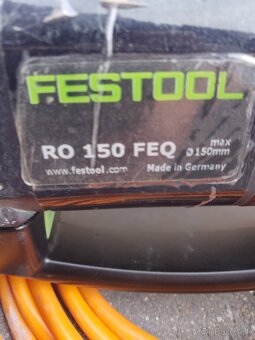 FESTOOL
RO 150 FEQ max ø150mm
www.festool.com Made in Germany